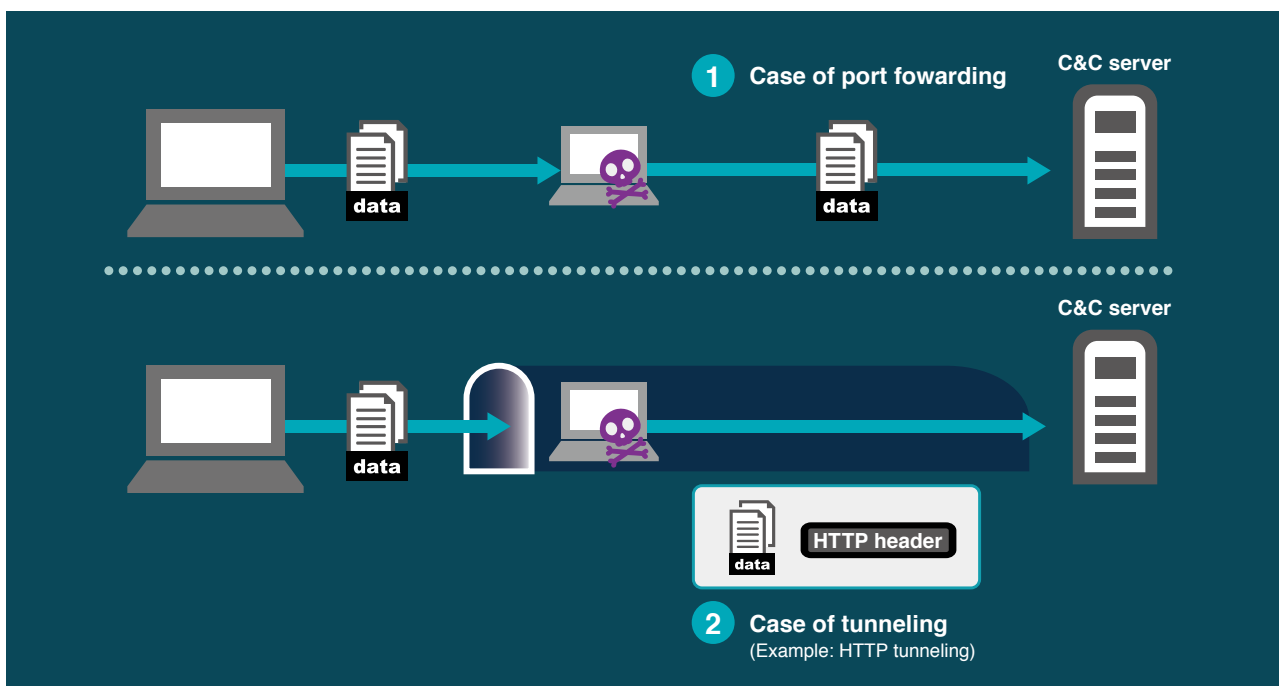 1 Case of port fowarding
C&C server
data
data
C&C server
data
data
HTTP header
2 Case of tunneling
(Example: HTTP tunneling)